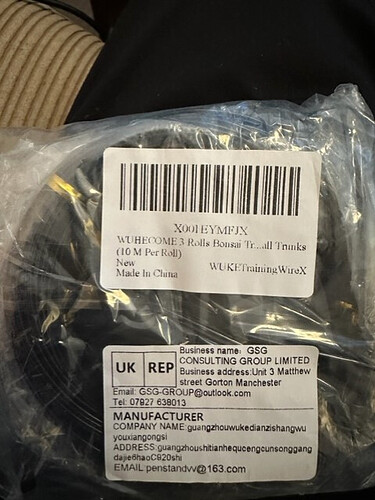 X001EYMFJX
WUHECOME 3 Rolls Bonsai Tr...all Trunks
(10 M Per Roll)
New WUKETrainingWireX
Made In China
UK REP
Business name: GSG
CONSULTING GROUP LIMITED
Business address:Unit 3 Matthew
street Gorton Manchester
Email: GSG-GROUP@outlook.com
Tel: 07927 638013
MANUFACTURER
COMPANY NAME:guangzhouwukedianzishangwu
youxiangongsi
ADDRESS:guangzhoushitianhequcengcunsonggang
dajie6haoC920shi
EMAIL:penstandvv@163.com